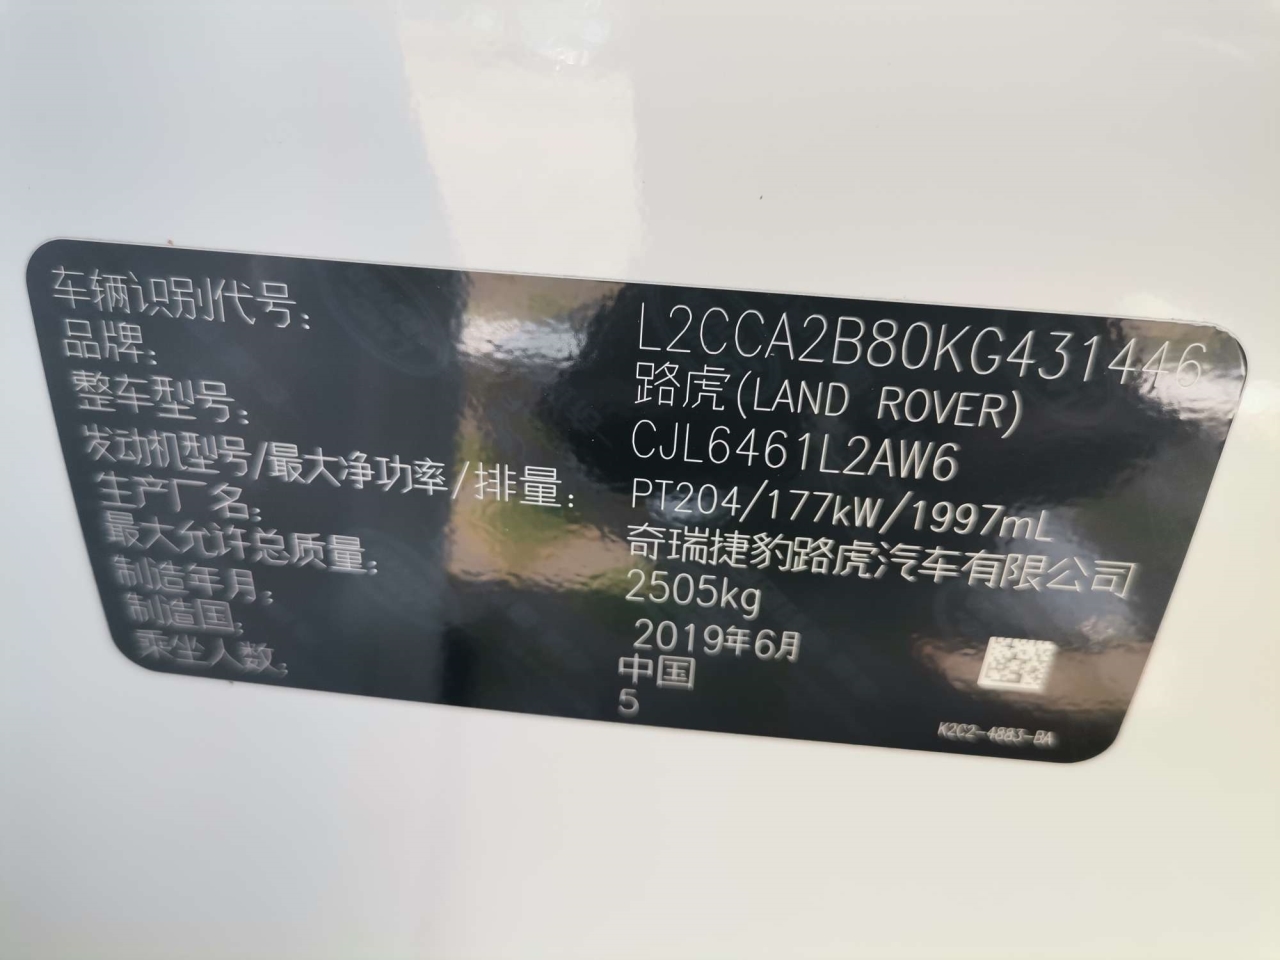 车辆识别代号: L2CCA2B80KG431446
品牌: 路虎(LAND ROVER)
整车型号: CJL6461L2AW6
发动机型号/最大净功率/排量: PT204/177kW/1997mL
生产厂名: 奇瑞捷豹路虎汽车有限公司
最大允许总质量: 2505kg
制造年月: 2019年6月
制造国: 中国
乘坐人数: 5
K2C2-4883-BA